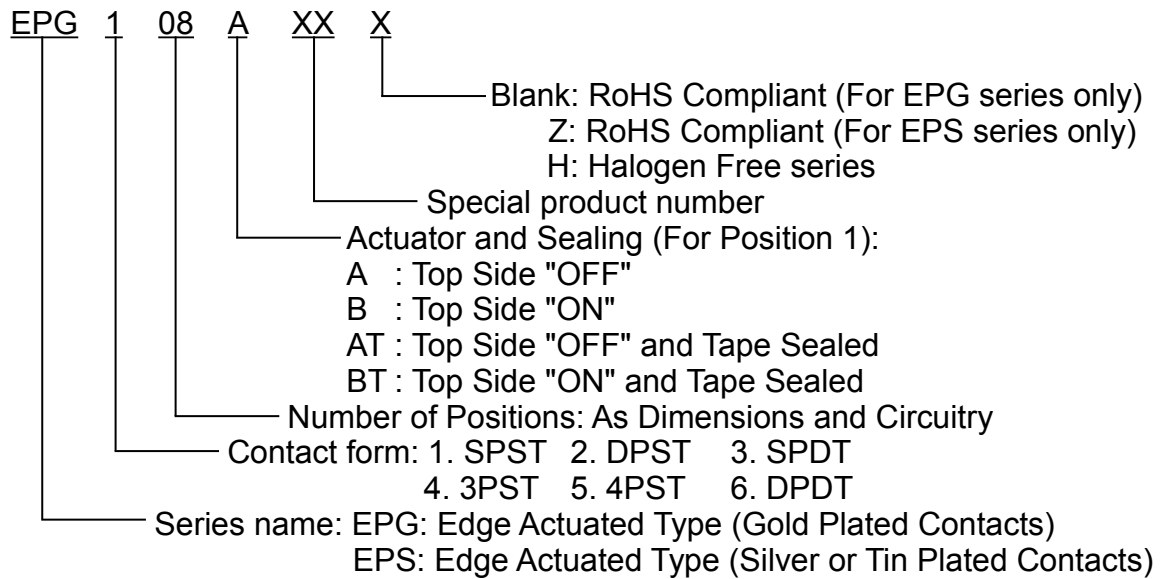 EPG 1 08 A XX X
Blank: RoHS Compliant (For EPG series only)
Z: RoHS Compliant (For EPS series only)
H: Halogen Free series
Special product number
Actuator and Sealing (For Position 1):
A : Top Side "OFF"
B : Top Side "ON"
AT : Top Side "OFF" and Tape Sealed
BT : Top Side "ON" and Tape Sealed
Number of Positions: As Dimensions and Circuitry
Contact form: 1. SPST 2. DPST 3. SPDT
4. 3PST 5. 4PST 6. DPDT
Series name: EPG: Edge Actuated Type (Gold Plated Contacts)
EPS: Edge Actuated Type (Silver or Tin Plated Contacts)